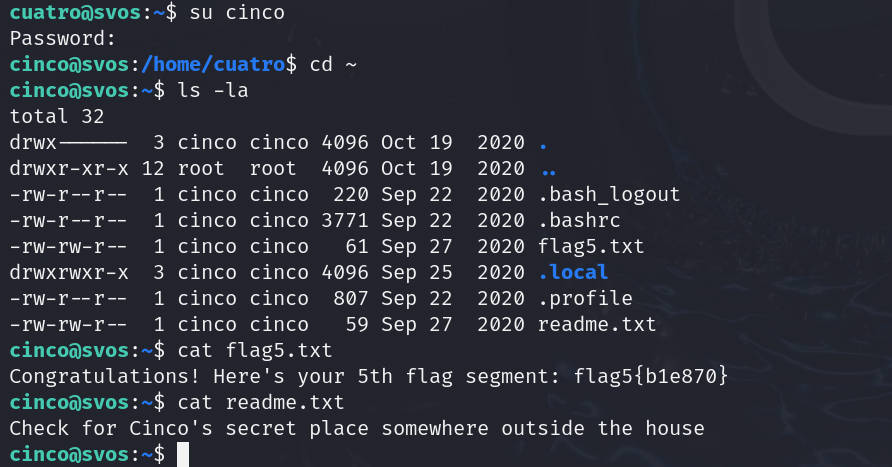 cuatro@svos:~$ su cinco
Password:
cinco@svos:/home/cuatro$ cd ~
cinco@svos:~$ ls -la
total 32
drwx------  3 cinco cinco 4096 Oct 19  2020 .
drwxr-xr-x 12 root  root  4096 Oct 19  2020 ..
-rw-r--r--  1 cinco cinco  220 Sep 22  2020 .bash_logout
-rw-r--r--  1 cinco cinco 3771 Sep 22  2020 .bashrc
-rw-rw-r--  1 cinco cinco   61 Sep 27  2020 flag5.txt
drwxrwxr-x  3 cinco cinco 4096 Sep 25  2020 .local
-rw-r--r--  1 cinco cinco  807 Sep 22  2020 .profile
-rw-rw-r--  1 cinco cinco   59 Sep 27  2020 readme.txt
cinco@svos:~$ cat flag5.txt
Congratulations! Here's your 5th flag segment: flag5{b1e870}
cinco@svos:~$ cat readme.txt
Check for Cinco's secret place somewhere outside the house
cinco@svos:~$